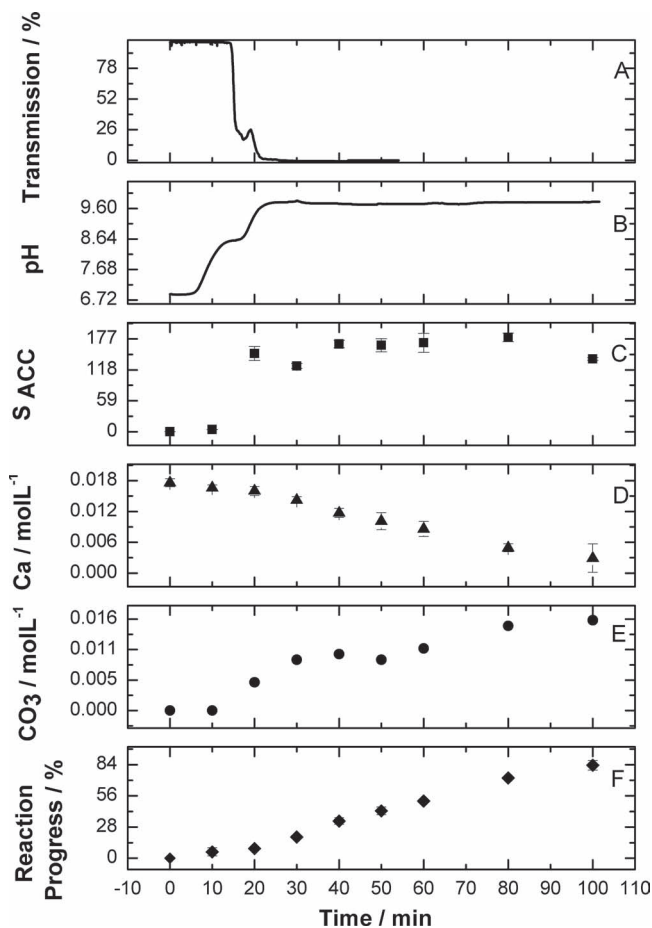 Transmission / %
78
52
26
0
A
pH
9.60
8.64
7.68
6.72
B
S ACC
177
118
59
0
C
Ca / molL⁻¹
0.018
0.012
0.006
0.000
D
CO₃ / molL⁻¹
0.016
0.011
0.005
0.000
E
Reaction
Progress / %
84
56
28
0
F
-10 0 10 20 30 40 50 60 70 80 90 100 110
Time / min